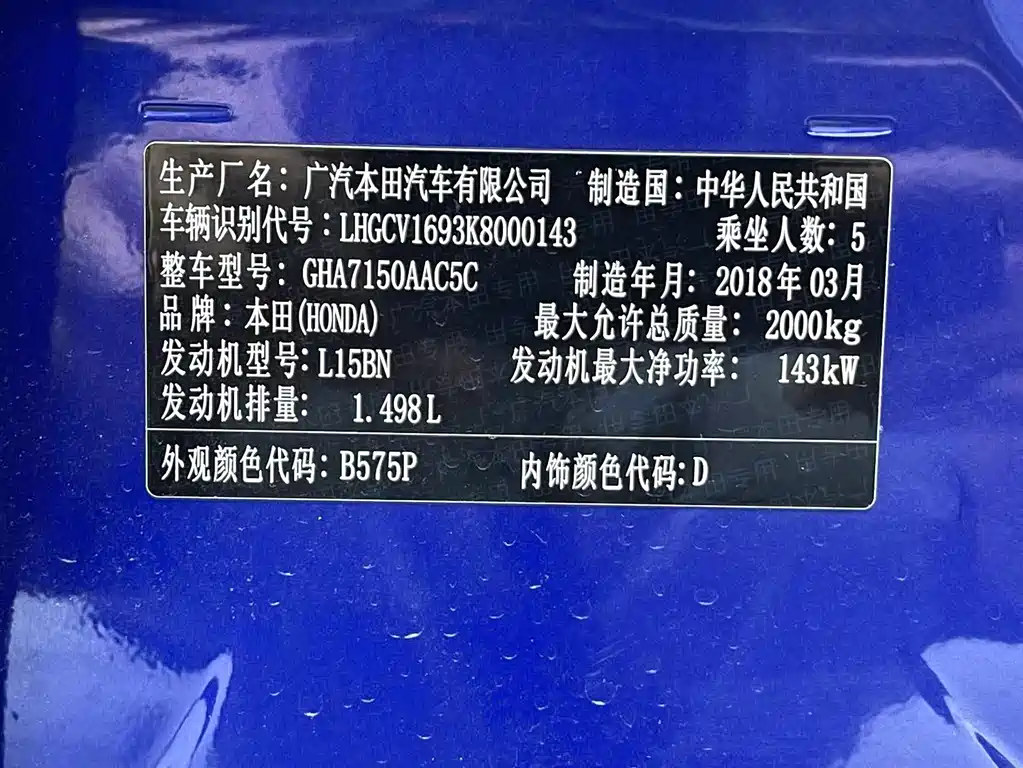 生产厂名：广汽本田汽车有限公司 制造国：中华人民共和国
车辆识别代号：LHGCV1693K8000143 乘坐人数：5
整车型号：GHA7150AAC5C 制造年月：2018年03月
品牌：本田(HONDA) 最大允许总质量：2000kg
发动机型号：L15BN 发动机最大净功率：143kW
发动机排量：1.498L
外观颜色代码：B575P 内饰颜色代码：D